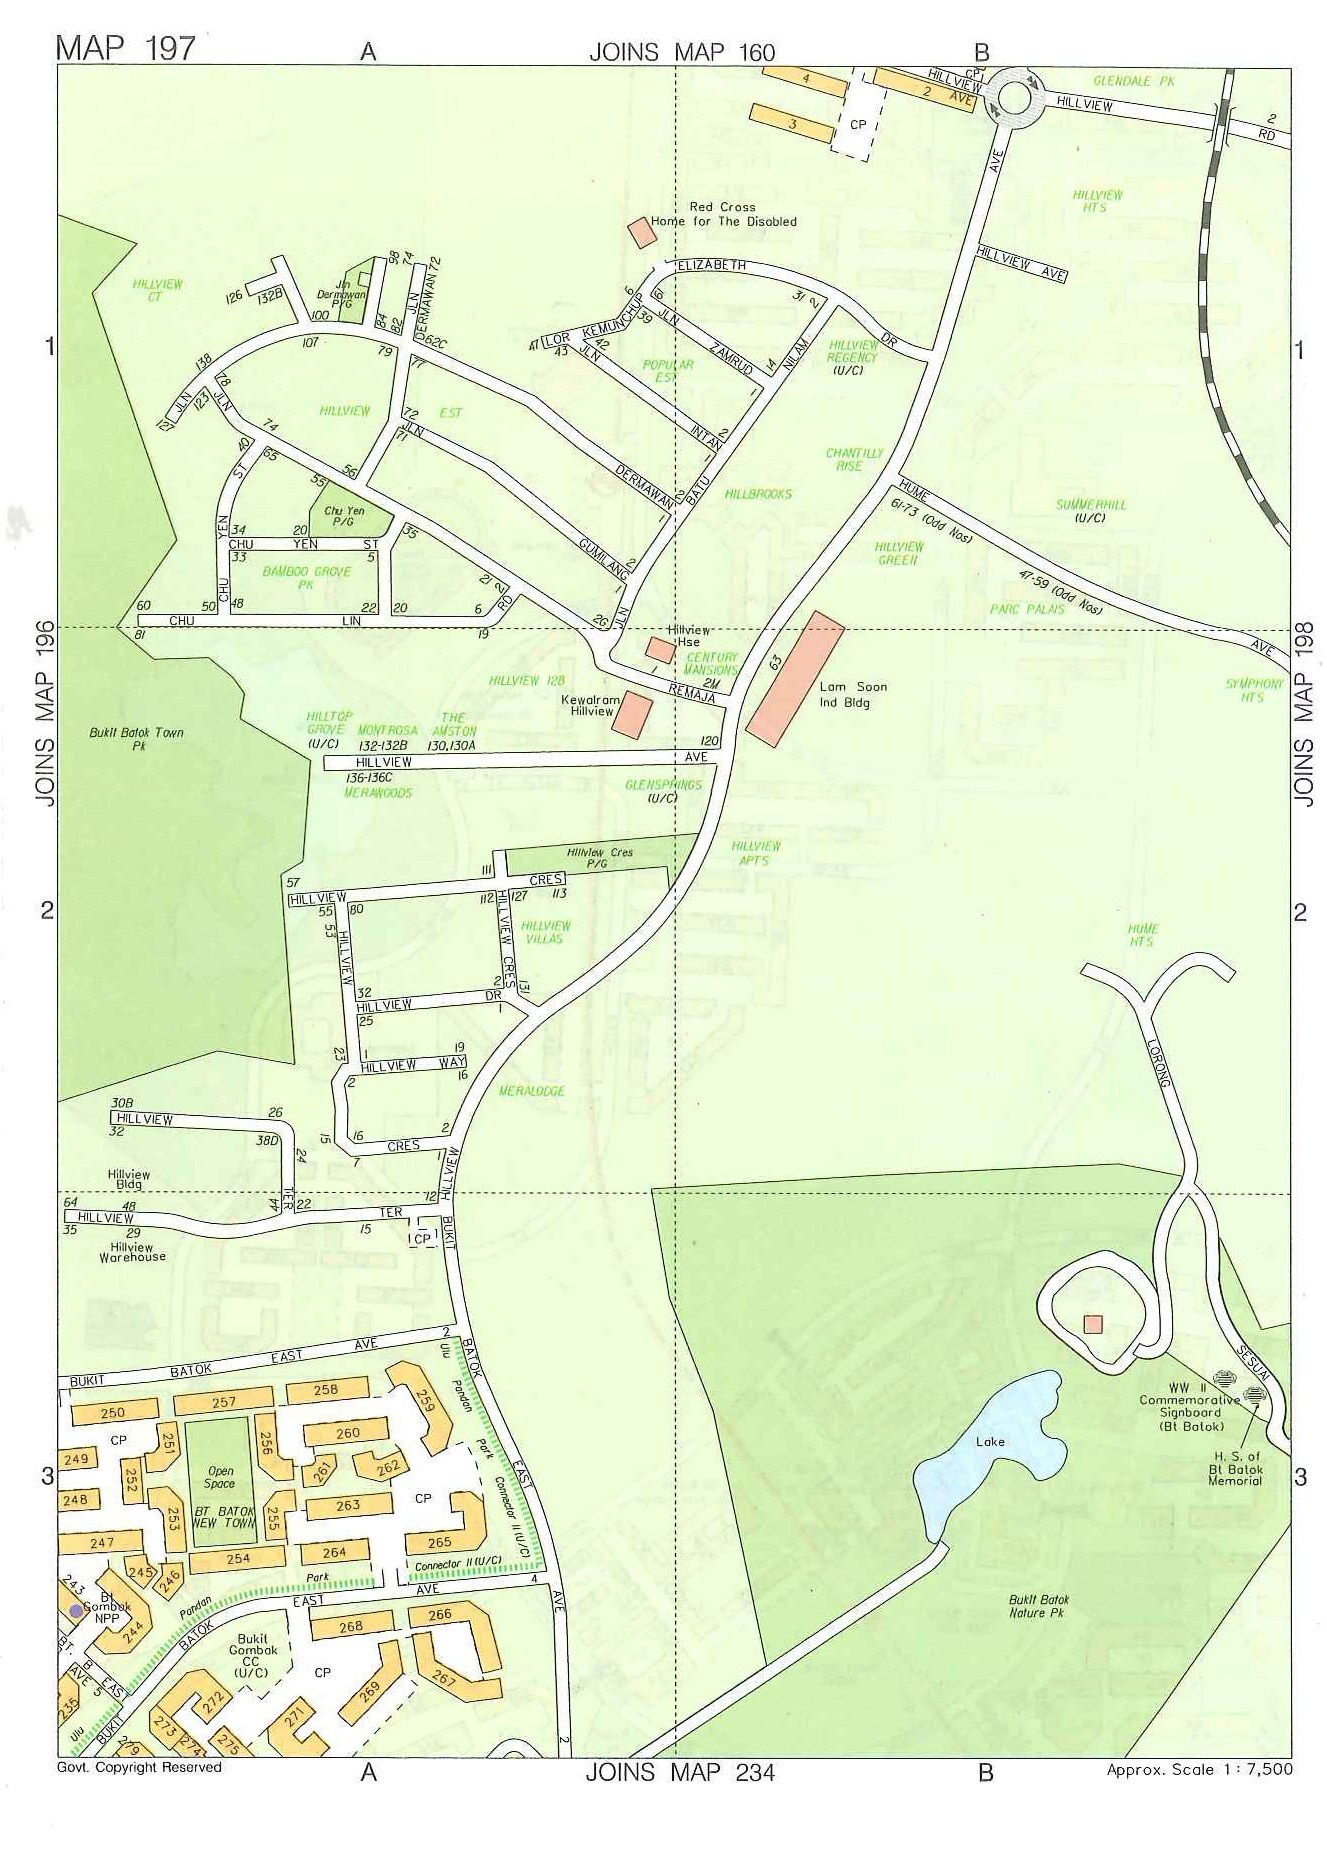 MAP 197
A
JOINS MAP 160
B
4
3
CP
HILLVIEW
2 AVE
CP
GLENDALE PK
HILLVIEW
2
RD
AVE
HILLVIEW
HTS
HILLVIEW AVE
Red Cross
Home for The Disabled
HILLVIEW
CT
126
132B
100
107
Jln
Dermawan
P/G
98
74
72
JLN
DERMAWAN
84
82
79
77
62C
138
78
123
127
JLN
JLN
ELIZABETH
DR
6
59
39
31
2
LOR KEMUNCHUP
47
43
42
JLN
INTAN
JLN
ZAMRUD
14
1
NILAM
POPULAR
EST
HILLVIEW
REGENCY
(U/C)
1
1
HILLVIEW
EST
72
71
JLN
GUMILANG
DERMAWAN
2
1
2
1
2
1
BATU
JLN
HILLBROOKS
CHANTILLY
RISE
HUME
61-73 (Odd Nos)
47-59 (Odd Nos)
AVE
SUMMERHILL
(U/C)
HILLVIEW
GREEN
PARC PALAIS
SYMPHONY
HTS
74
65
40
ST
YEN
CHU
56
55
Chu Yen
P/G
35
34
20
CHU YEN ST
33
5
BAMBOO GROVE
PK
60
50
48
22
20
6
21
2
RD
CHU LIN
81
19
2G
Hillview
Hse
1
2M
REMAJA
CENTURY
MANSIONS
63
Lam Soon
Ind Bldg
Kewalram
Hillview
HILLVIEW 128
JOINS MAP 196
JOINS MAP 198
Bukit Batok Town
Pk
HILLTOP
GROVE
(U/C)
MONTROSA
132-132B
THE
AMSTON
130,130A
120
HILLVIEW AVE
136-136C
MERAWOODS
GLENSPRINGS
(U/C)
HILLVIEW
APTS
Hillview Cres
P/G
111
57
HILLVIEW CRES
55
80
112
127
113
53
HILLVIEW
HILLVIEW CRES
HILLVIEW
VILLAS
2
2
HUME
HTS
32
2
131
HILLVIEW DR
25
1
23
1
19
HILLVIEW WAY
2
16
MERALODGE
LORONG
SESUAI
30B
26
HILLVIEW
32
38D
24
TER
15
16
2
CRES
7
1
HILLVIEW
Hillview
Bldg
64
48
44
22
12
HILLVIEW TER
35
29
15
CP
Hillview
Warehouse
BUKIT
BATOK
EAST
AVE
2
BUKIT BATOK EAST AVE
2
Ulu
Pandan
Park
Connector II (U/C)
250
257
258
259
CP
251
256
260
249
252
261
262
Open
Space
3
3
248
253
255
263
CP
BT BATOK
NEW TOWN
247
254
264
265
245
246
243
Bt
Gombak
NPP
244
Connector II (U/C)
Park
Pandan
Ulu
4
BUKIT BATOK EAST AVE
BT. B EAST
AVE 5
Bukit
Gombak
CC
(U/C)
268
266
CP
267
269
235
271
272
273
274
275
279
WW II
Commemorative
Signboard
(Bt Batok)
H. S. of
Bt Batok
Memorial
Lake
Bukit Batok
Nature Pk
Govt. Copyright Reserved
A
JOINS MAP 234
B
Approx. Scale 1 : 7,500